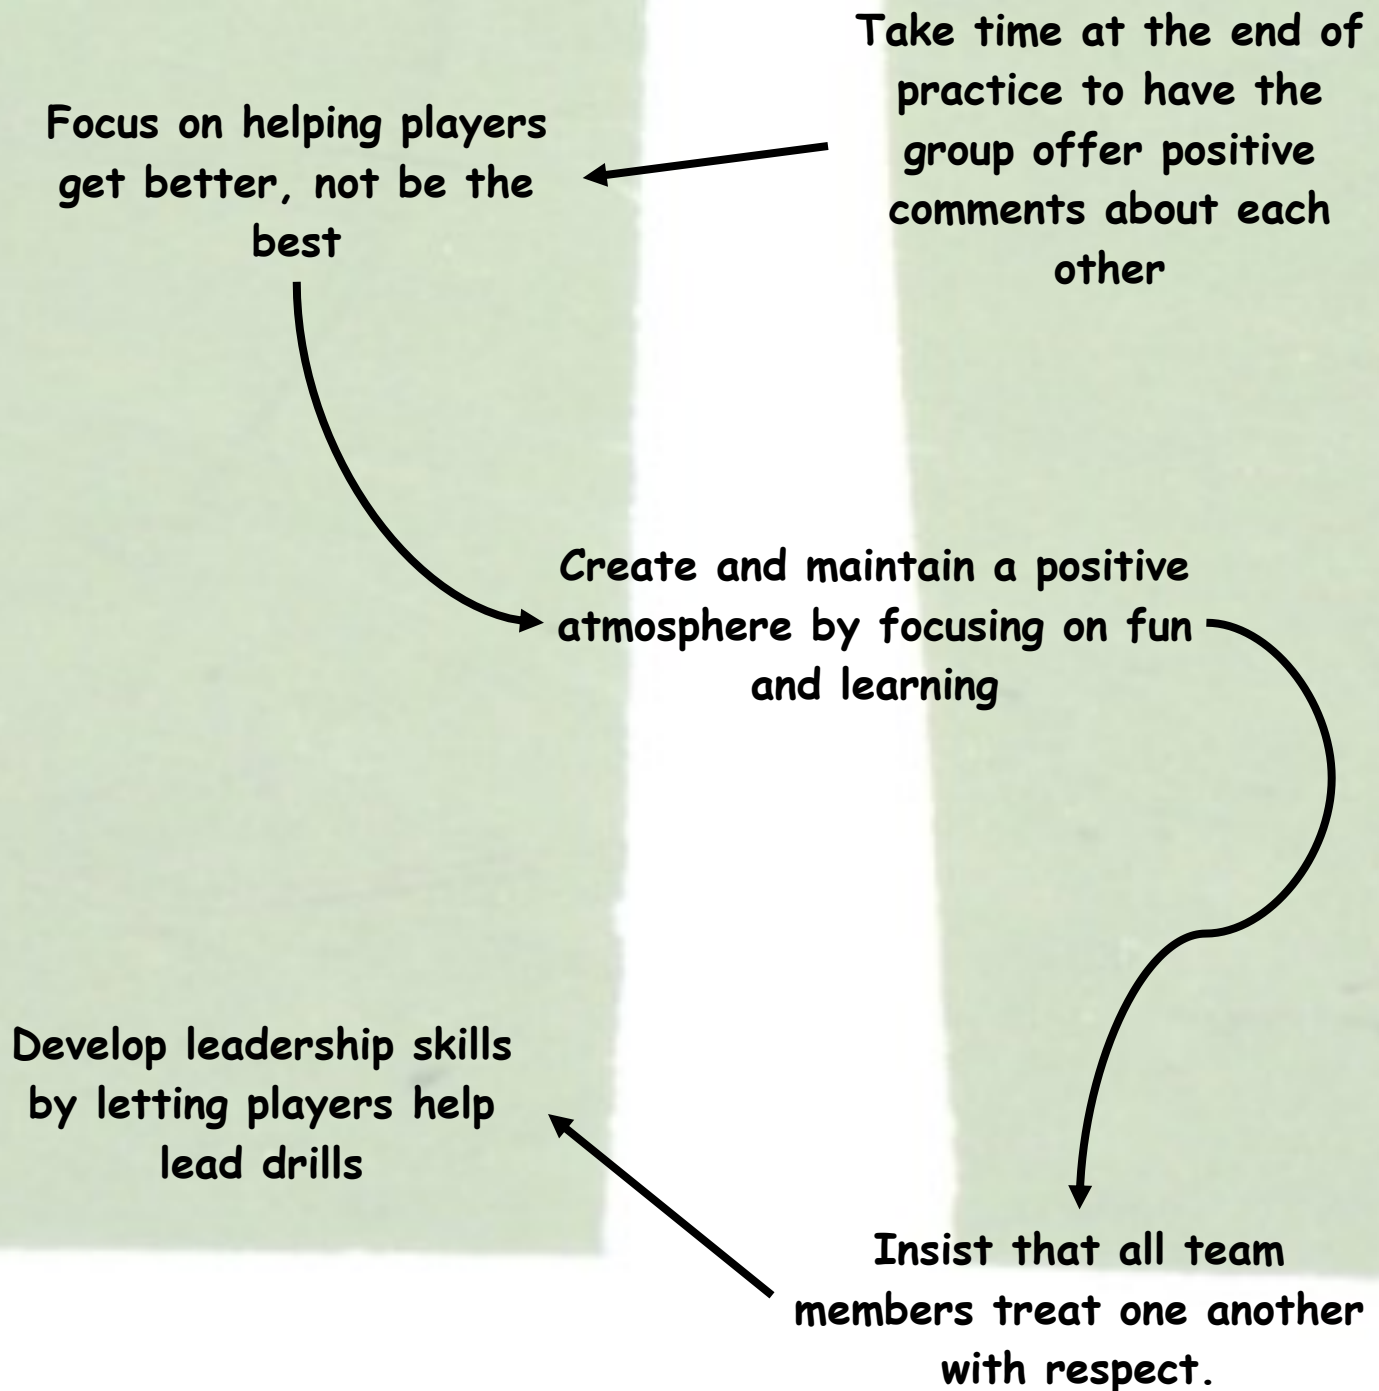 Take time at the end of
practice to have the
group offer positive
comments about each
other
Focus on helping players
get better, not be the
best
Create and maintain a positive
atmosphere by focusing on fun
and learning
Insist that all team
members treat one another
with respect.
Develop leadership skills
by letting players help
lead drills